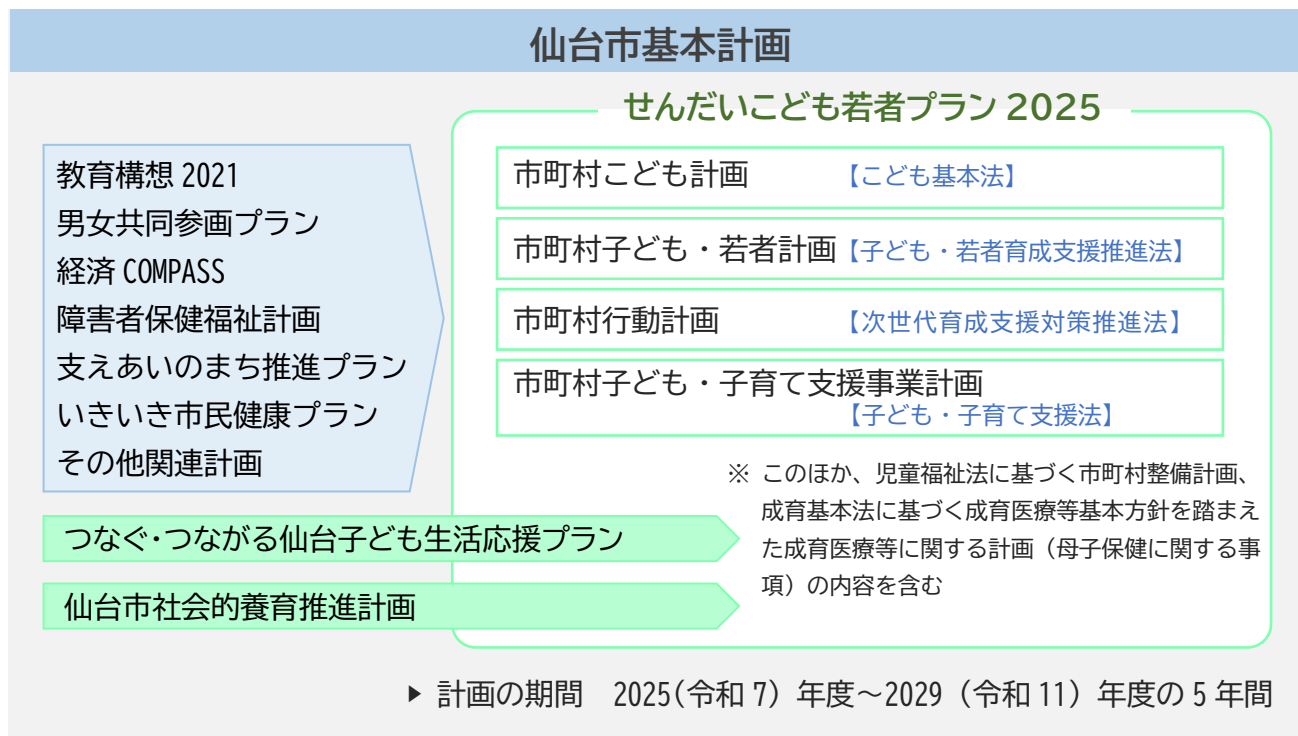 仙台市基本計画
せんだいこども若者プラン 2025
教育構想 2021
男女共同参画プラン
経済 COMPASS
障害者保健福祉計画
支えあいのまち推進プラン
いきいき市民健康プラン
その他関連計画
市町村こども計画 【こども基本法】
市町村子ども・若者計画【子ども・若者育成支援推進法】
市町村行動計画 【次世代育成支援対策推進法】
市町村子ども・子育て支援事業計画
【子ども・子育て支援法】
※ このほか、児童福祉法に基づく市町村整備計画、
成育基本法に基づく成育医療等基本方針を踏まえ
た成育医療等に関する計画（母子保健に関する事
項）の内容を含む
つなぐ・つながる仙台子ども生活応援プラン
仙台市社会的養育推進計画
▶ 計画の期間 2025(令和 7）年度～2029（令和 11）年度の 5 年間